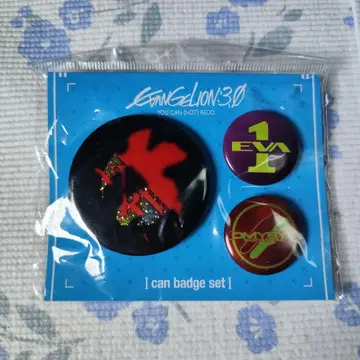 EVANGELION:3.0
YOU CAN (NOT) REDO.
1
EVA
[ can badge set ]